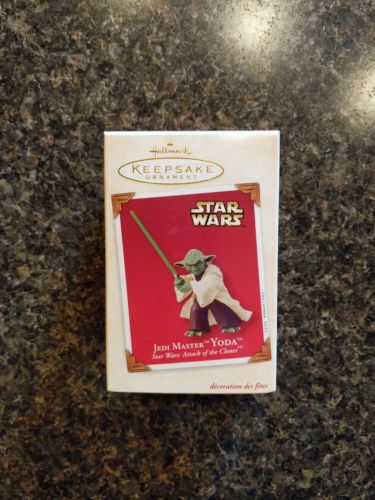 Hallmark
KEEPSAKE
ORNAMENT
STAR
WARS
JEDI MASTER™ YODA™
Star Wars: Attack of the Clones™
décoration des fêtes